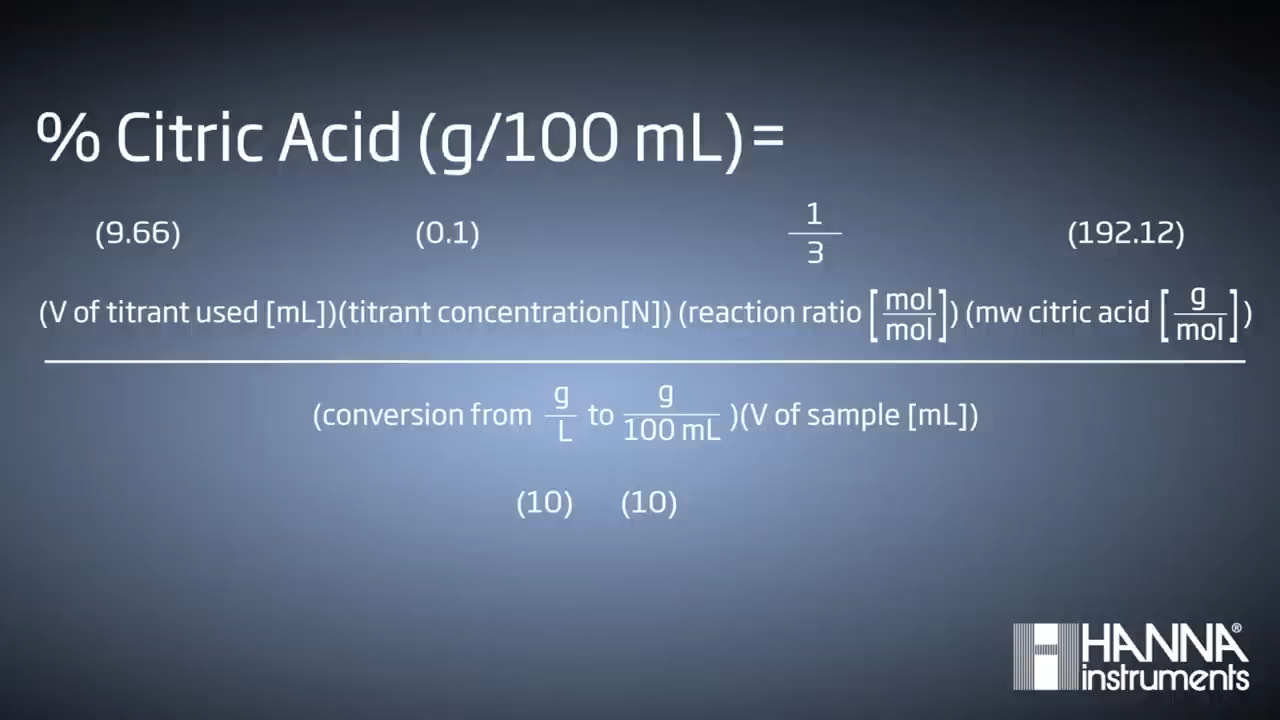 % Citric Acid (g/100 mL)=
(9.66) (0.1) 1/3 (192.12)
(V of titrant used [mL])(titrant concentration[N]) (reaction ratio [mol/mol]) (mw citric acid [g/mol])
(conversion from g/L to g/100 mL )(V of sample [mL])
(10) (10)
HANNA®
instruments